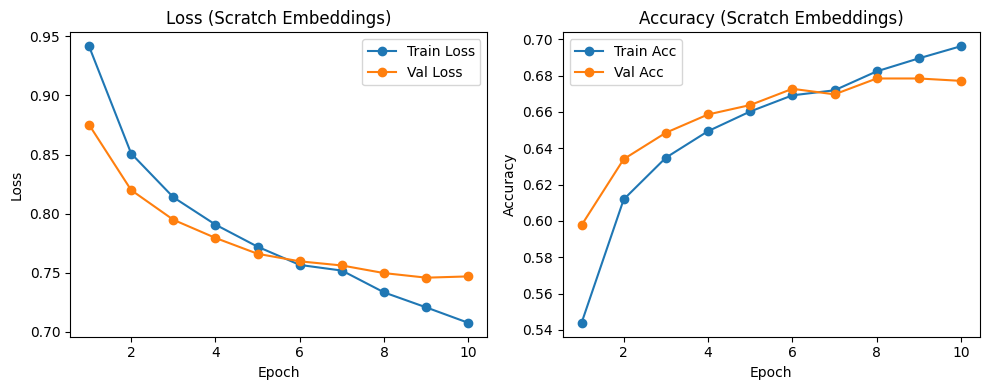 Loss (Scratch Embeddings)
0.95
0.90
0.85
0.80
0.75
0.70
Loss
Train Loss
Val Loss
2 4 6 8 10
Epoch
Accuracy (Scratch Embeddings)
0.70
0.68
0.66
0.64
0.62
0.60
0.58
0.56
0.54
Accuracy
Train Acc
Val Acc
2 4 6 8 10
Epoch